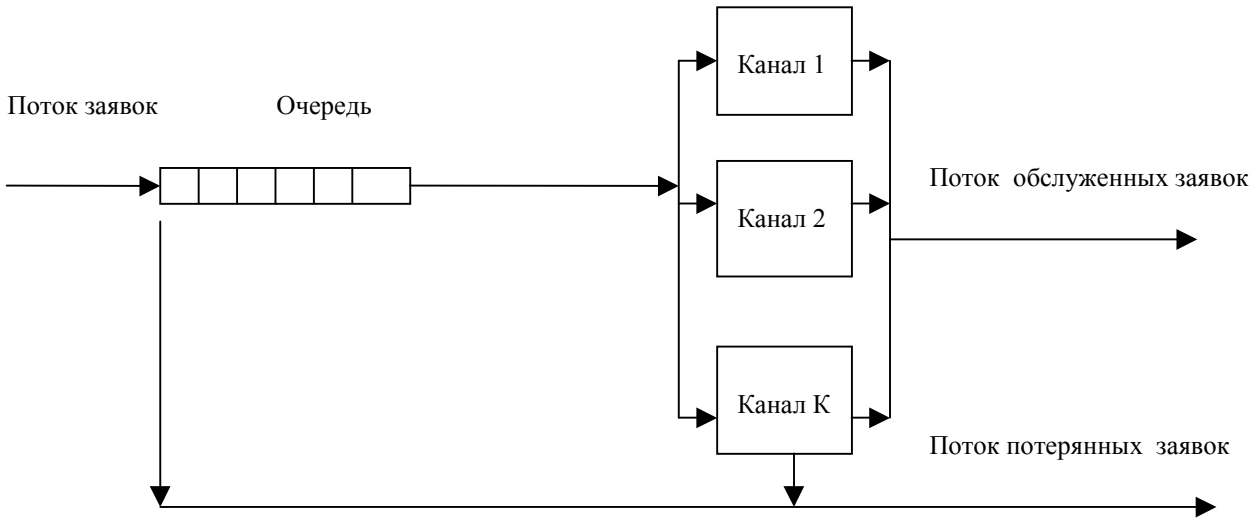 Поток заявок
Очередь
Канал 1
Канал 2
Канал К
Поток обслуженных заявок
Поток потерянных заявок